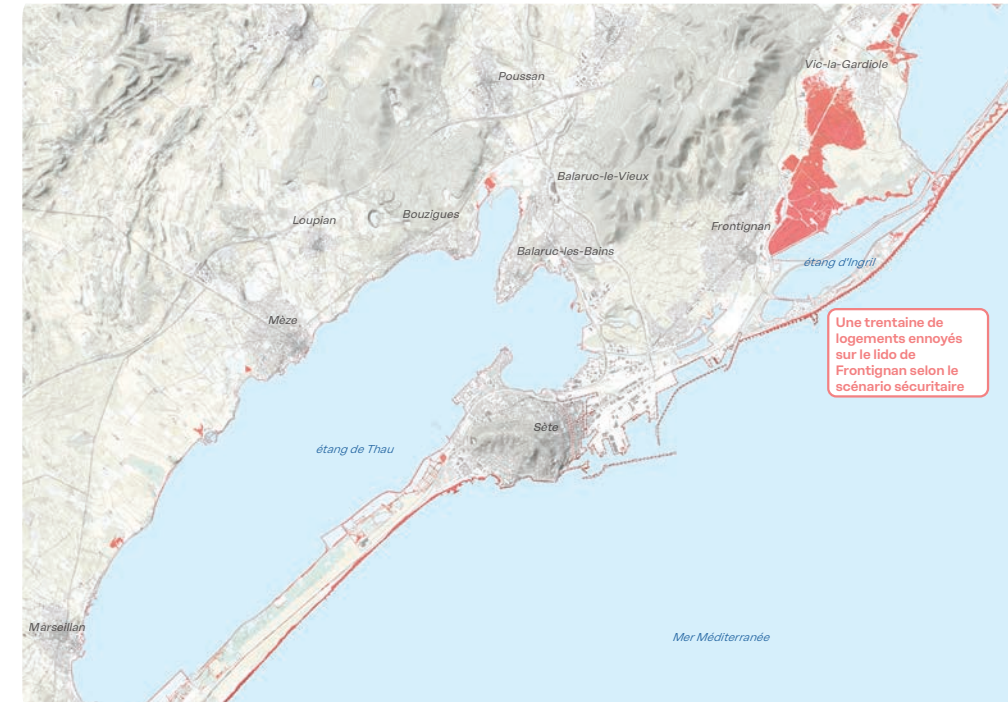 Vic-la-Gardiole
Poussan
Balaruc-le-Vieux
Loupian
Bouzigues
Frontignan
Balaruc-les-Bains
étang d'Ingril
Mèze
Une trentaine de
logements ennoyés
sur le lido de
Frontignan selon le
scénario sécuritaire
Sète
étang de Thau
Marseillan
Mer Méditerranée